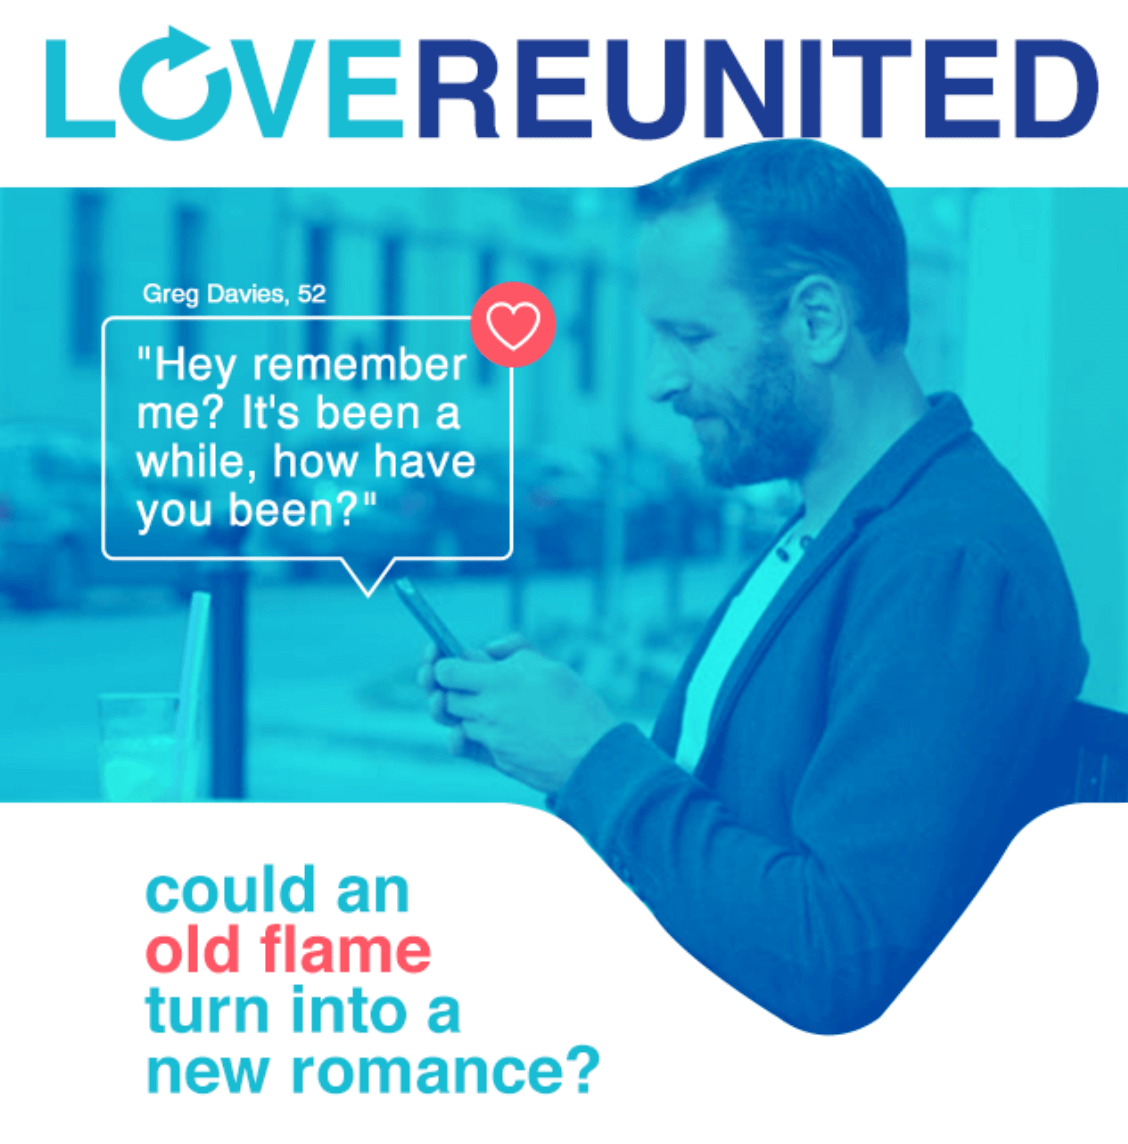 LOVEREUNITED
Greg Davies, 52
"Hey remember
me? It's been a
while, how have
you been?"
could an
old flame
turn into a
new romance?